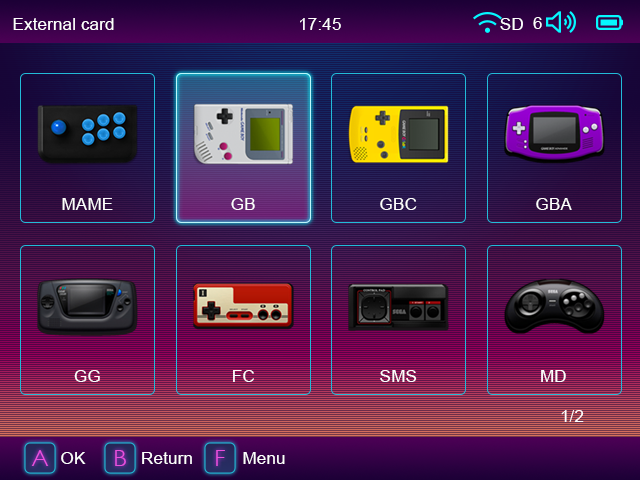 External card 17:45 SD 6
MAME GB GBC GBA
GG FC SMS MD
1/2
A OK B Return F Menu